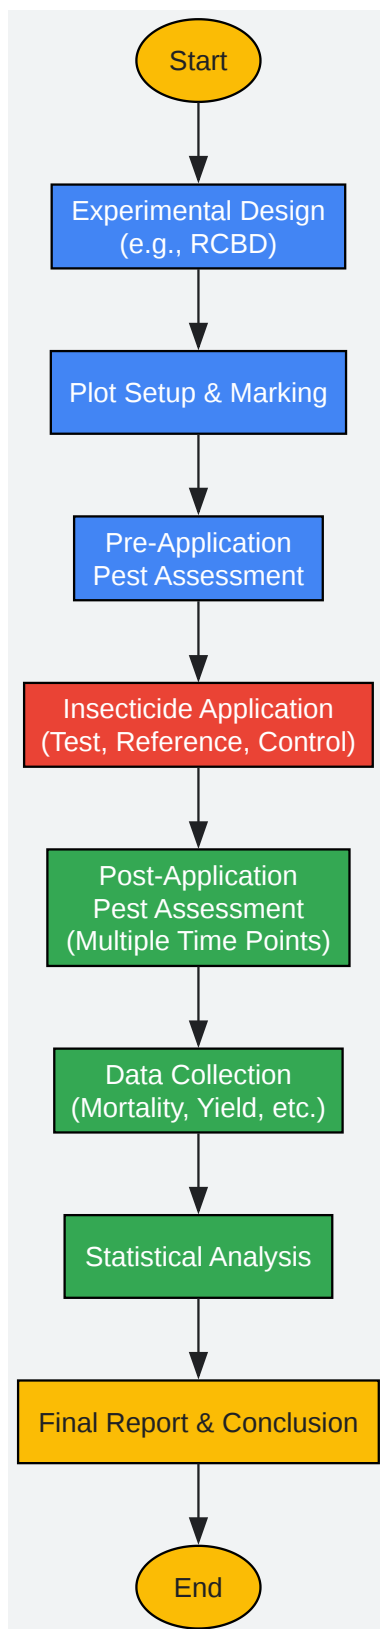 Start
Experimental Design
(e.g., RCBD)
Plot Setup & Marking
Pre-Application
Pest Assessment
Insecticide Application
(Test, Reference, Control)
Post-Application
Pest Assessment
(Multiple Time Points)
Data Collection
(Mortality, Yield, etc.)
Statistical Analysis
Final Report & Conclusion
End